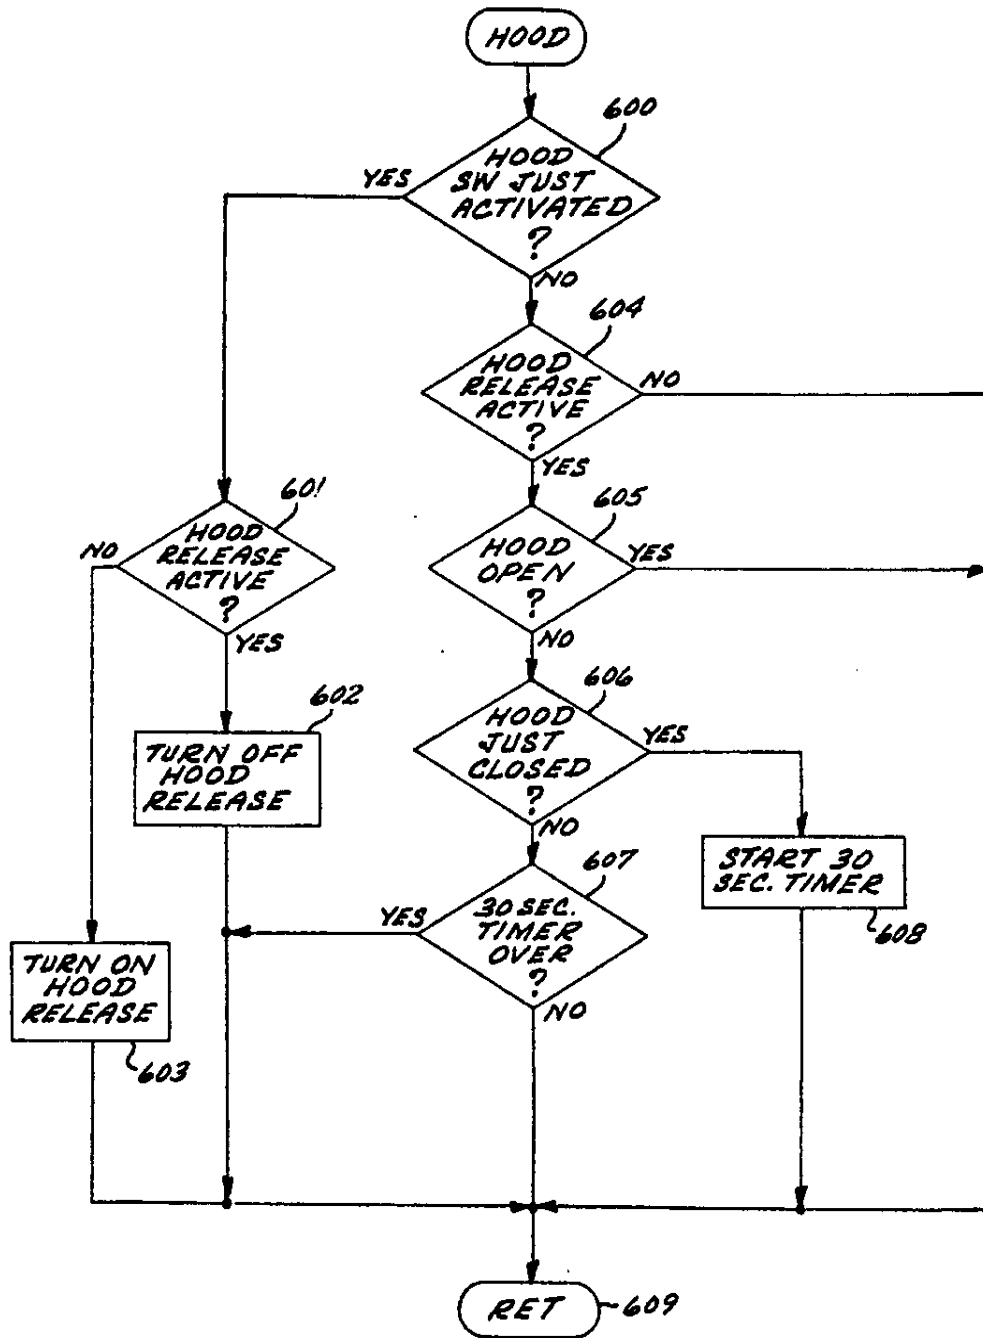 HOOD
600
HOOD
SW JUST
ACTIVATED
?
YES
NO
604
HOOD
RELEASE
ACTIVE
?
NO
YES
601
HOOD
RELEASE
ACTIVE
?
NO
YES
605
HOOD
OPEN
?
YES
NO
602
TURN OFF
HOOD
RELEASE
606
HOOD
JUST
CLOSED
?
YES
NO
607
30 SEC.
TIMER
OVER
?
YES
NO
START 30
SEC. TIMER
608
TURN ON
HOOD
RELEASE
603
RET
609